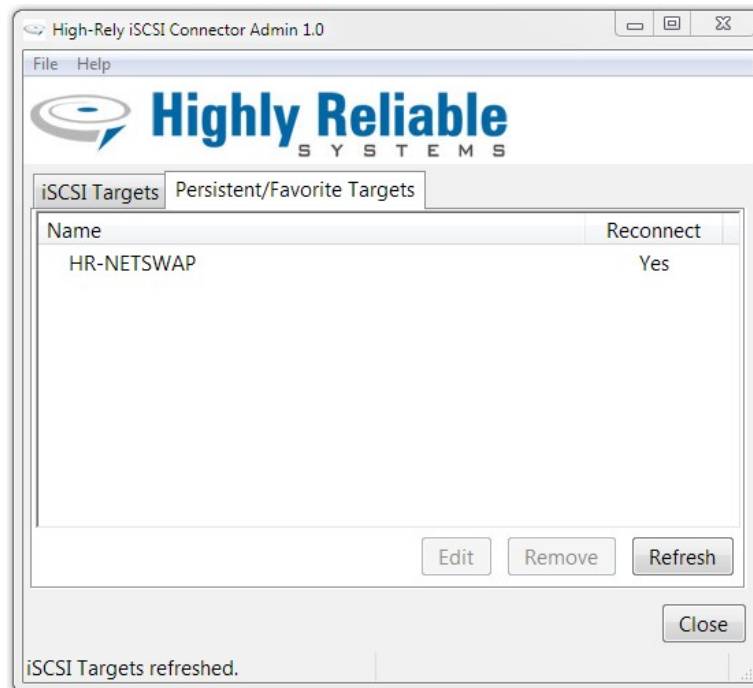 High-Rely iSCSI Connector Admin 1.0
File Help
Highly Reliable
SYSTEMS
iSCSI Targets Persistent/Favorite Targets
Name Reconnect
HR-NETSWAP Yes
Edit Remove Refresh
Close
iSCSI Targets refreshed.